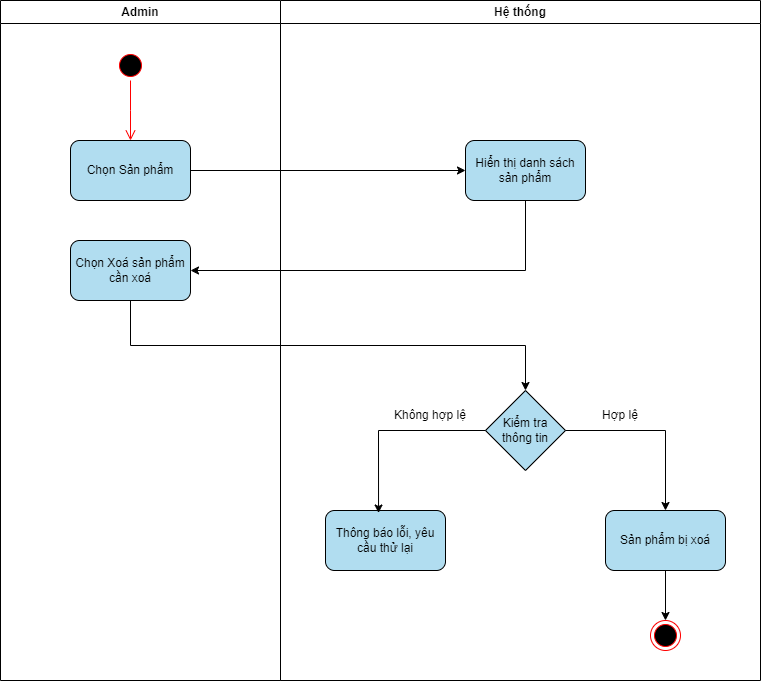 Admin
Hệ thống
Chọn Sản phẩm
Hiển thị danh sách
sản phẩm
Chọn Xoá sản phẩm
cần xoá
Kiểm tra
thông tin
Không hợp lệ
Hợp lệ
Thông báo lỗi, yêu
cầu thử lại
Sản phẩm bị xoá